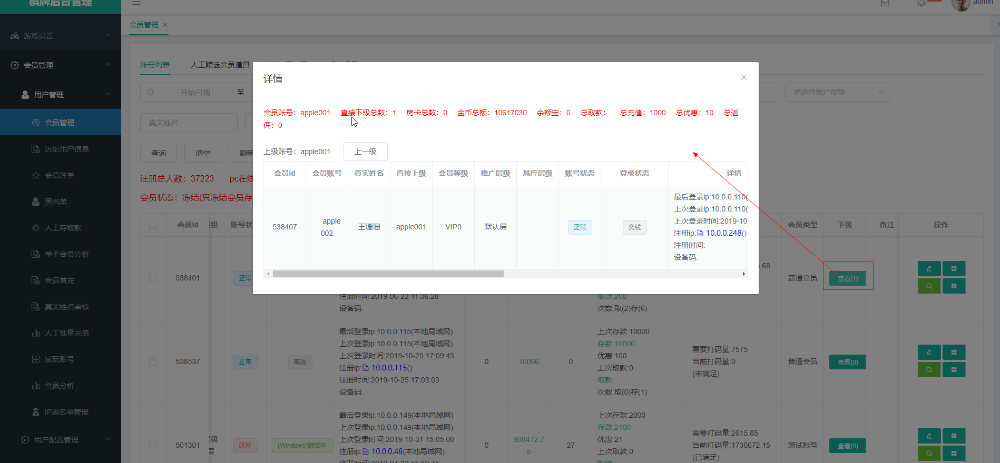 棋牌后台管理
admin
游戏设置
会员管理
用户管理
会员管理
历史用户信息
会员注单
黑名单
人工存取款
单个会员分析
会员首充
真实姓名审核
人工批量充值
试玩账号
会员分析
IP黑名单管理
用户配置管理
会员管理 ×
账号列表 人工赠送会员道具
开始日期 至 请选择推广层级
真实姓名
查询 清空 刷新
注册总人数：37223 pc在线
会员状态：冻结(只冻结会员存
详情
会员账号：apple001 直接下级总数：1 房卡总数：0 金币总额：10617030 余额宝：0 总取款： 总充值：1000 总优惠：10 总返
佣：0
上级账号：apple001 上一级
会员id 会员账号 真实姓名 直接上级 会员等级 推广层级 风控层级 账号状态 登录状态 详情
538407 apple
002 王珊珊 apple001 VIP0 默认层 正常 离线
最后登录ip:10.0.0.110(
上次登录ip:10.0.0.110(
上次登录时间:2019-10
注册ip: 10.0.0.248()
注册时间:
设备码:
会员id 级 账号状 会员类型 下级 备注 操作
538401 正常 .68 普通会员 查看(1)
注册时间:2019-06-22 11:36:28
设备码:
取款:200
次数:取(2)存(6)
538537 正常 离线
最后登录ip:10.0.0.115(本地局域网)
上次登录ip:10.0.0.115(本地局域网)
上次登录时间:2019-10-25 17:09:43
注册ip: 10.0.0.115()
注册时间:2019-10-25 17:03:03
设备码:
0 10066 0
上次存款:10000
存款:10000
优惠:100
上次取款:0
取款:
次数:取(0)存(1)
需要打码量:7575
当前打码量:0
(未满足)
普通会员 查看(0)
501301 级
层 风控 (Windows)游戏中
最后登录ip:10.0.0.149(本地局域网)
上次登录ip:10.0.0.149(本地局域网)
上次登录时间:2019-10-31 15:05:00
注册ip: 10.0.0.48(本地局域网)
0 908472.7
5 27
上次存款:2000
存款:2100
优惠:21
上次取款:0
需要打码量:2615.85
当前打码量:1730672.15
(已满足)
测试账号 查看(0)